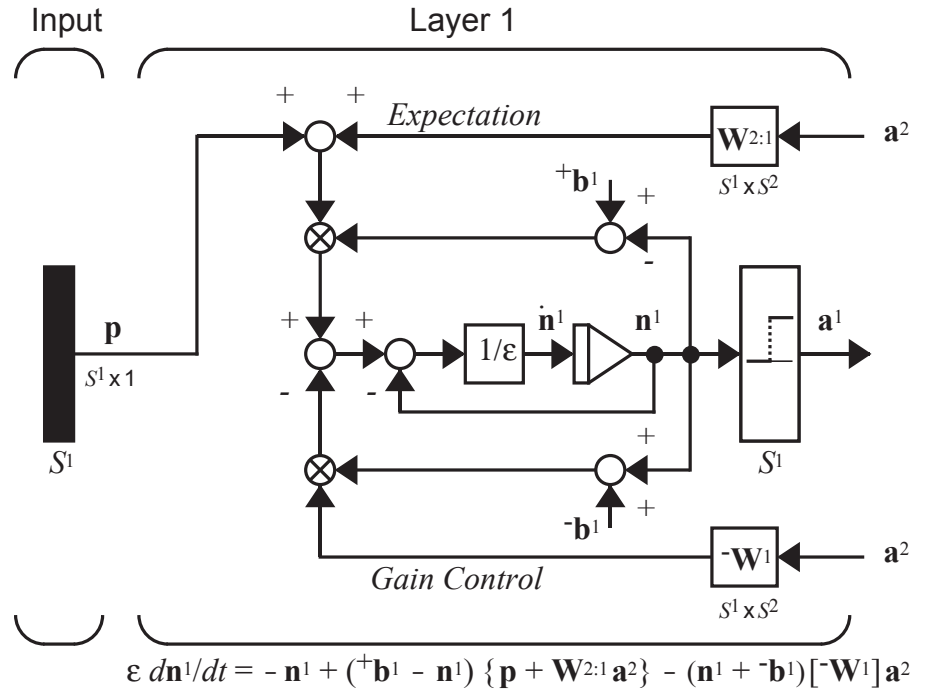 Input Layer 1
+ + Expectation W2:1 a2
S1 x S2
+b1 +
-
p
S1 x 1
+ + ṅ1 n1 a1
1/ε
- -
S1 S1
+
+
-b1
-W1 a2
Gain Control
S1 x S2
ε dn1/dt = - n1 + (+b1 - n1) {p + W2:1 a2} - (n1 + -b1)[-W1] a2